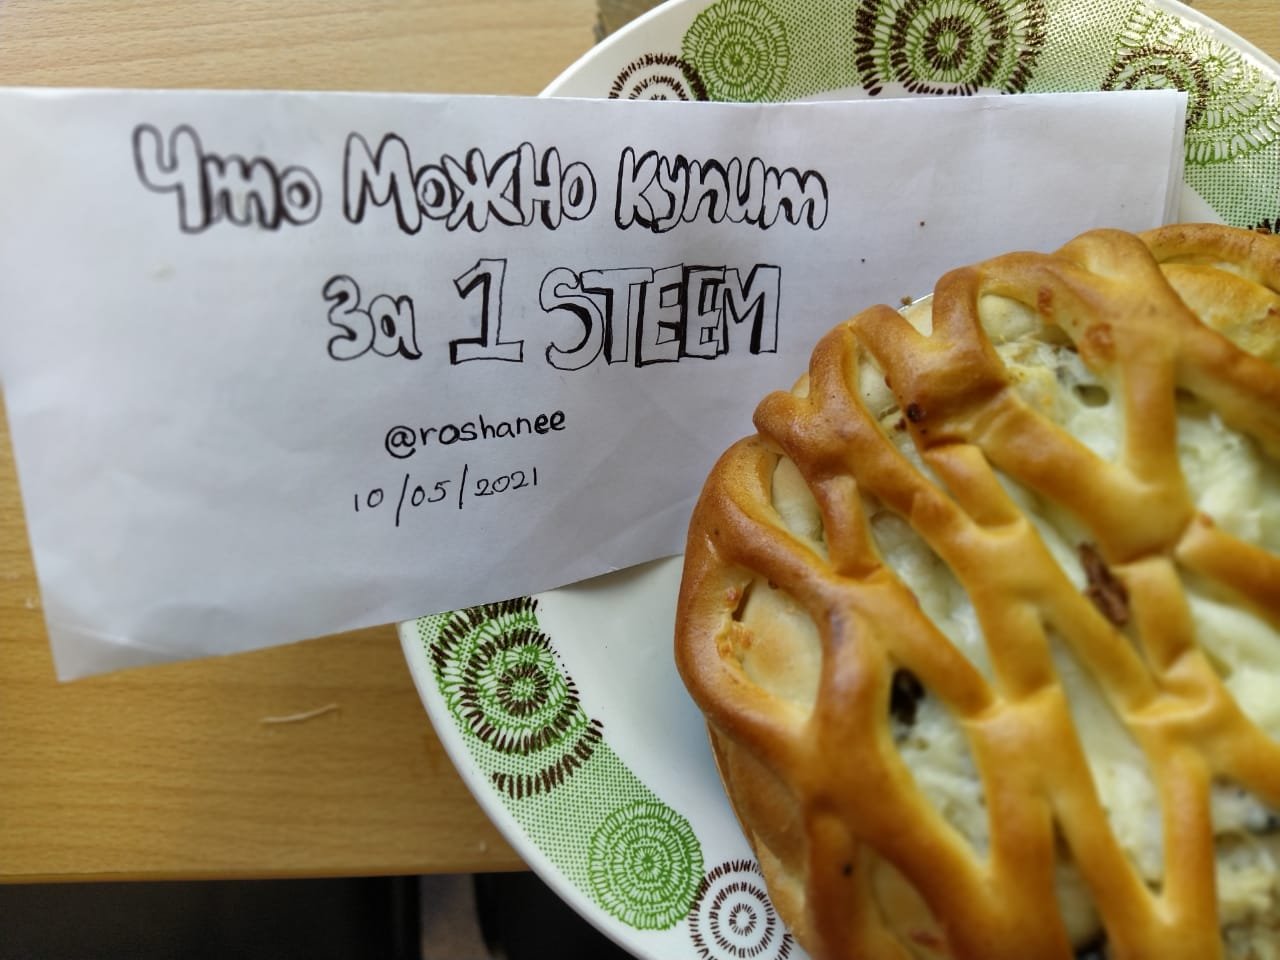 Что Можно Купит
За 1 STEEM
@roshanee
10/05/2021